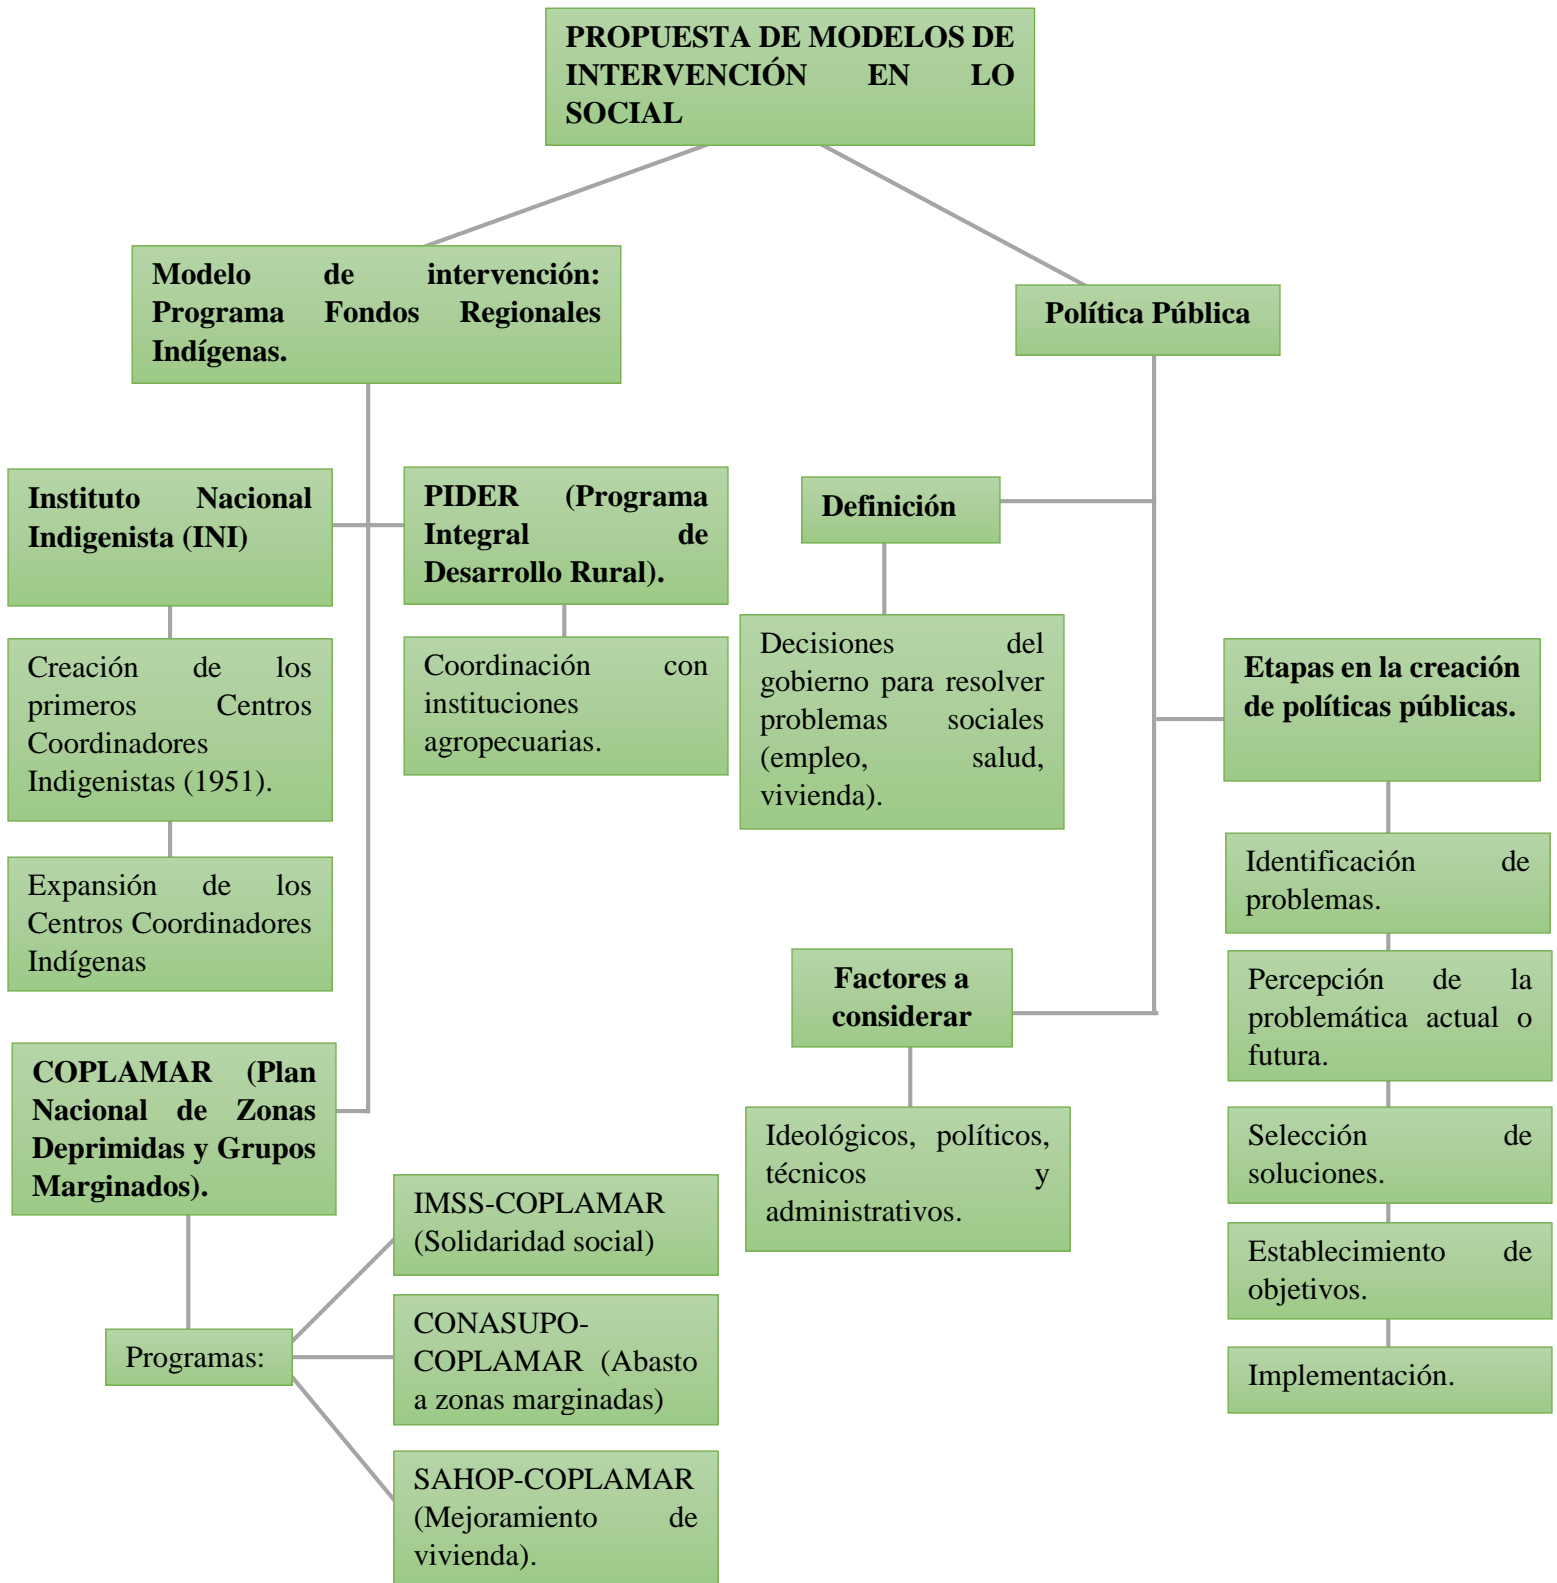 PROPUESTA DE MODELOS DE
INTERVENCIÓN EN LO
SOCIAL
Modelo de intervención:
Programa Fondos Regionales
Indígenas.
Política Pública
Instituto Nacional
Indigenista (INI)
PIDER (Programa
Integral de
Desarrollo Rural).
Definición
Creación de los
primeros Centros
Coordinadores
Indigenistas (1951).
Coordinación con
instituciones
agropecuarias.
Decisiones del
gobierno para resolver
problemas sociales
(empleo, salud,
vivienda).
Etapas en la creación
de políticas públicas.
Expansión de los
Centros Coordinadores
Indígenas
Identificación de
problemas.
Factores a
considerar
Percepción de la
problemática actual o
futura.
COPLAMAR (Plan
Nacional de Zonas
Deprimidas y Grupos
Marginados).
Ideológicos, políticos,
técnicos y
administrativos.
Selección de
soluciones.
IMSS-COPLAMAR
(Solidaridad social)
Establecimiento de
objetivos.
Programas:
CONASUPO-
COPLAMAR (Abasto
a zonas marginadas)
Implementación.
SAHOP-COPLAMAR
(Mejoramiento de
vivienda).